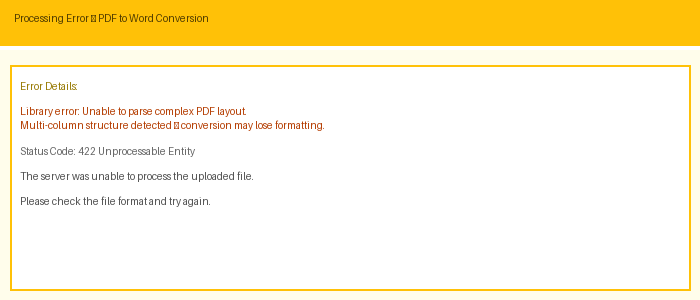 Processing Error ☒ PDF to Word Conversion
Error Details:
Library error: Unable to parse complex PDF layout.
Multi-column structure detected ☒ conversion may lose formatting.
Status Code: 422 Unprocessable Entity
The server was unable to process the uploaded file.
Please check the file format and try again.